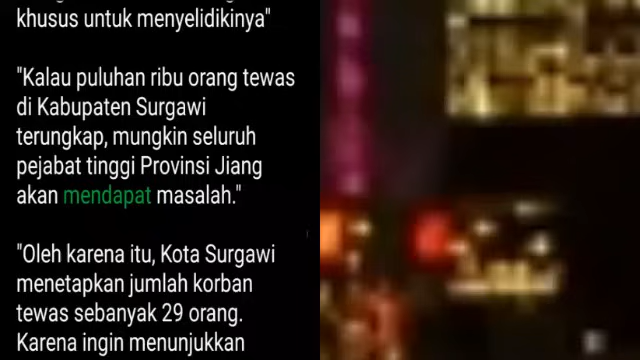 khusus untuk menyelidikinya"
"Kalau puluhan ribu orang tewas
di Kabupaten Surgawi
terungkap, mungkin seluruh
pejabat tinggi Provinsi Jiang
akan mendapat masalah."
"Oleh karena itu, Kota Surgawi
menetapkan jumlah korban
tewas sebanyak 29 orang.
Karena ingin menunjukkan